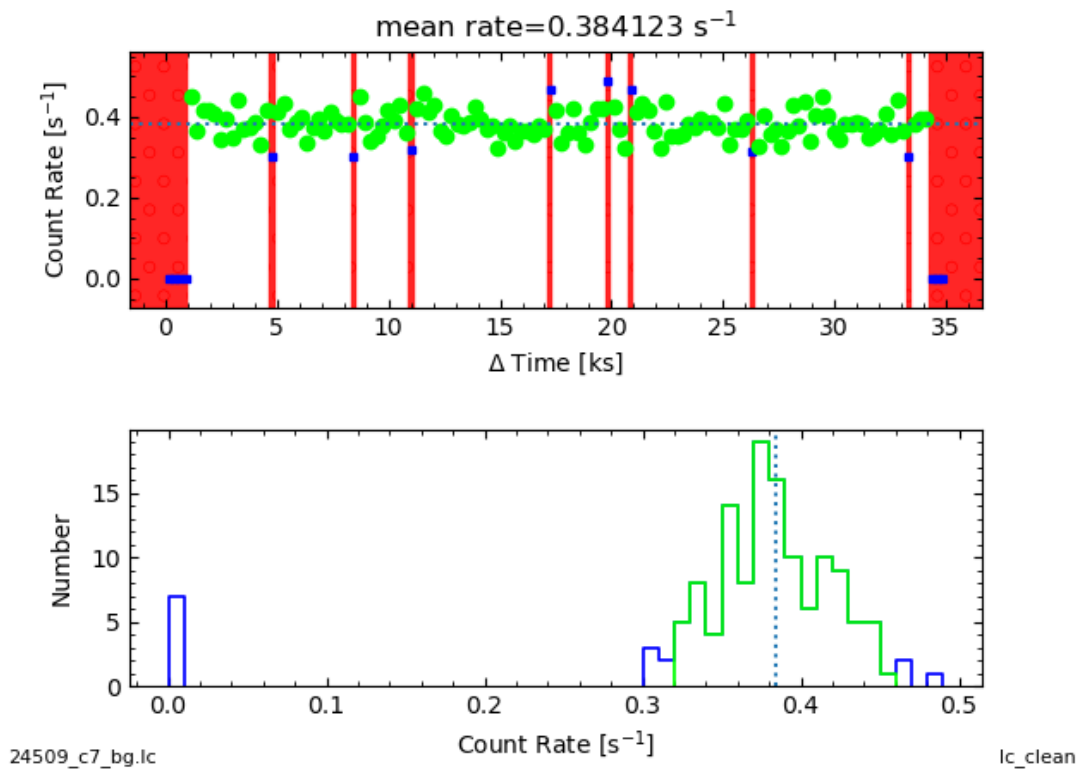 mean rate=0.384123 s⁻¹
Count Rate [s⁻¹]
0.4
0.2
0.0
0 5 10 15 20 25 30 35
Δ Time [ks]
Number
15
10
5
0
0.0 0.1 0.2 0.3 0.4 0.5
Count Rate [s⁻¹]
24509_c7_bg.lc
lc_clean